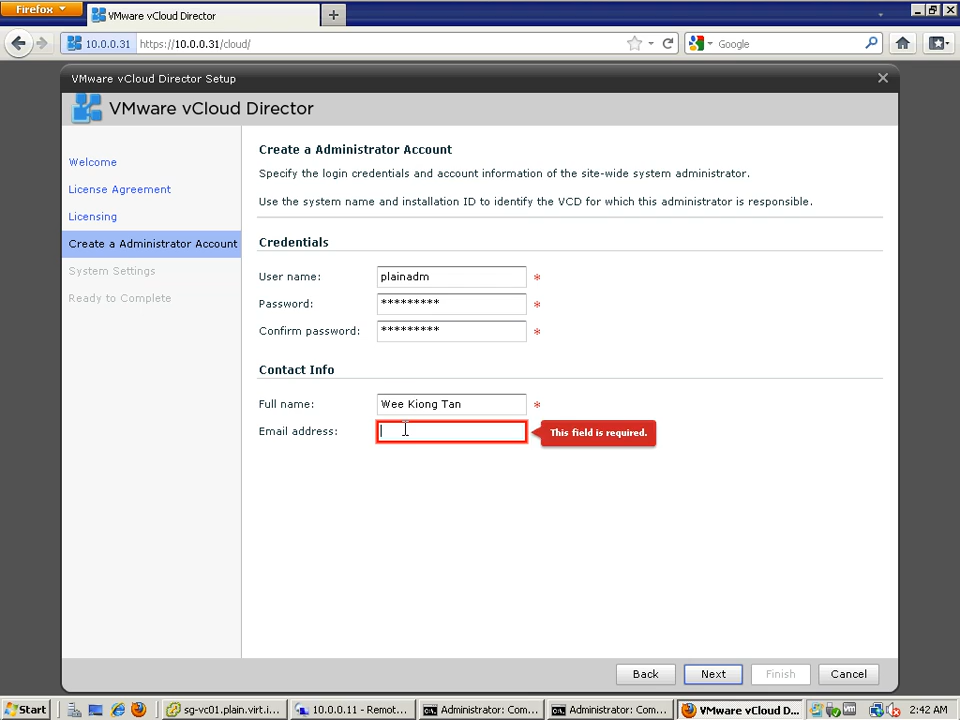 Firefox
VMware vCloud Director
10.0.0.31
https://10.0.0.31/cloud/
Google
VMware vCloud Director Setup
VMware vCloud Director
Welcome
License Agreement
Licensing
Create a Administrator Account
System Settings
Ready to Complete
Create a Administrator Account
Specify the login credentials and account information of the site-wide system administrator.
Use the system name and installation ID to identify the VCD for which this administrator is responsible.
Credentials
User name: plainadm *
Password: ********* *
Confirm password: ********* *
Contact Info
Full name: Wee Kiong Tan *
Email address:
This field is required.
Back
Next
Finish
Cancel
Start
sg-vc01.plain.virt.i...
10.0.0.11 - Remot...
Administrator: Com...
Administrator: Com...
VMware vCloud D...
2:42 AM